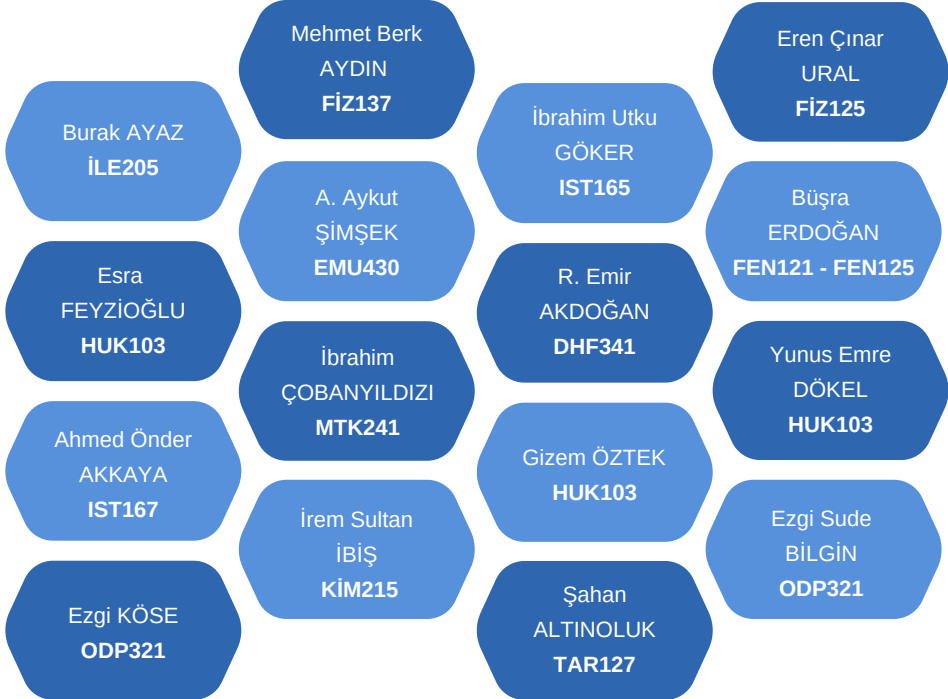 Mehmet Berk
AYDIN
FİZ137
Eren Çınar
URAL
FİZ125
Burak AYAZ
İLE205
İbrahim Utku
GÖKER
IST165
A. Aykut
ŞİMŞEK
EMU430
Büşra
ERDOĞAN
FEN121 - FEN125
Esra
FEYZİOĞLU
HUK103
R. Emir
AKDOĞAN
DHF341
İbrahim
ÇOBANYILDIZI
MTK241
Yunus Emre
DÖKEL
HUK103
Ahmed Önder
AKKAYA
IST167
Gizem ÖZTEK
HUK103
İrem Sultan
İBİŞ
KİM215
Ezgi Sude
BİLGİN
ODP321
Ezgi KÖSE
ODP321
Şahan
ALTINOLUK
TAR127